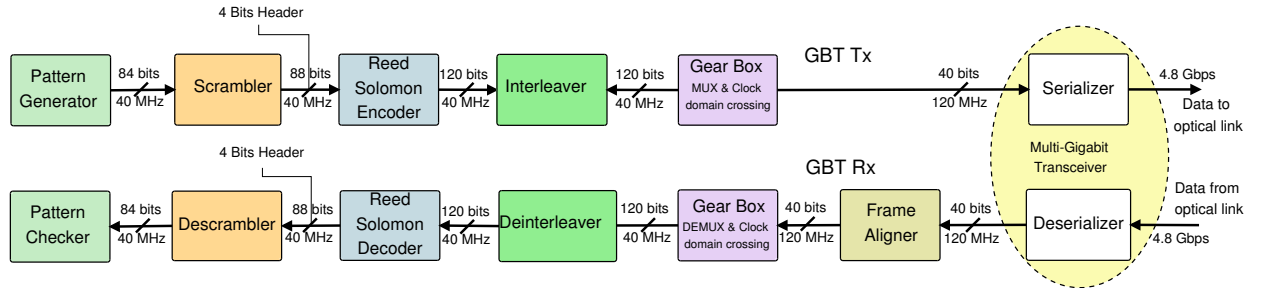 4 Bits Header
GBT Tx
Pattern
Generator
84 bits
40 MHz
Scrambler
88 bits
40 MHz
Reed
Solomon
Encoder
120 bits
40 MHz
Interleaver
120 bits
40 MHz
Gear Box
MUX & Clock
domain crossing
40 bits
120 MHz
Serializer
4.8 Gbps
Data to
optical link
Multi-Gigabit
Transceiver
4 Bits Header
GBT Rx
Pattern
Checker
84 bits
40 MHz
Descrambler
88 bits
40 MHz
Reed
Solomon
Decoder
120 bits
40 MHz
Deinterleaver
120 bits
40 MHz
Gear Box
DEMUX & Clock
domain crossing
40 bits
120 MHz
Frame
Aligner
40 bits
120 MHz
Deserializer
Data from
optical link
4.8 Gbps